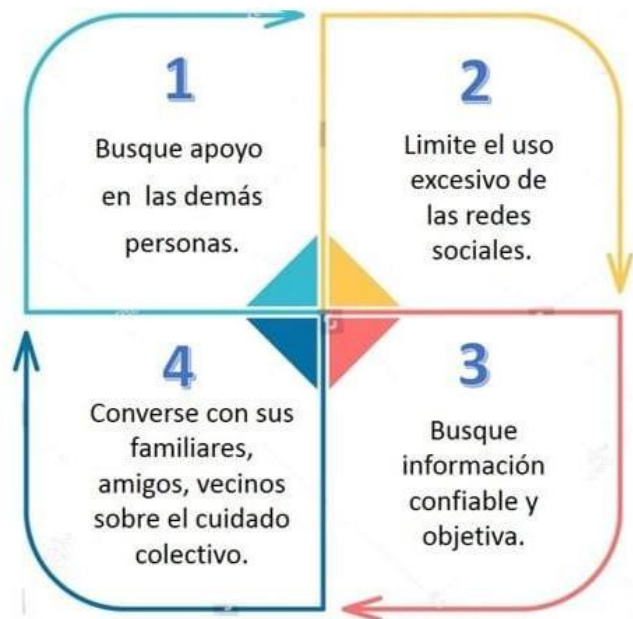 1
Busque apoyo
en las demás
personas.
2
Limite el uso
excesivo de
las redes
sociales.
3
Busque
información
confiable y
objetiva.
4
Converse con sus
familiares,
amigos, vecinos
sobre el cuidado
colectivo.